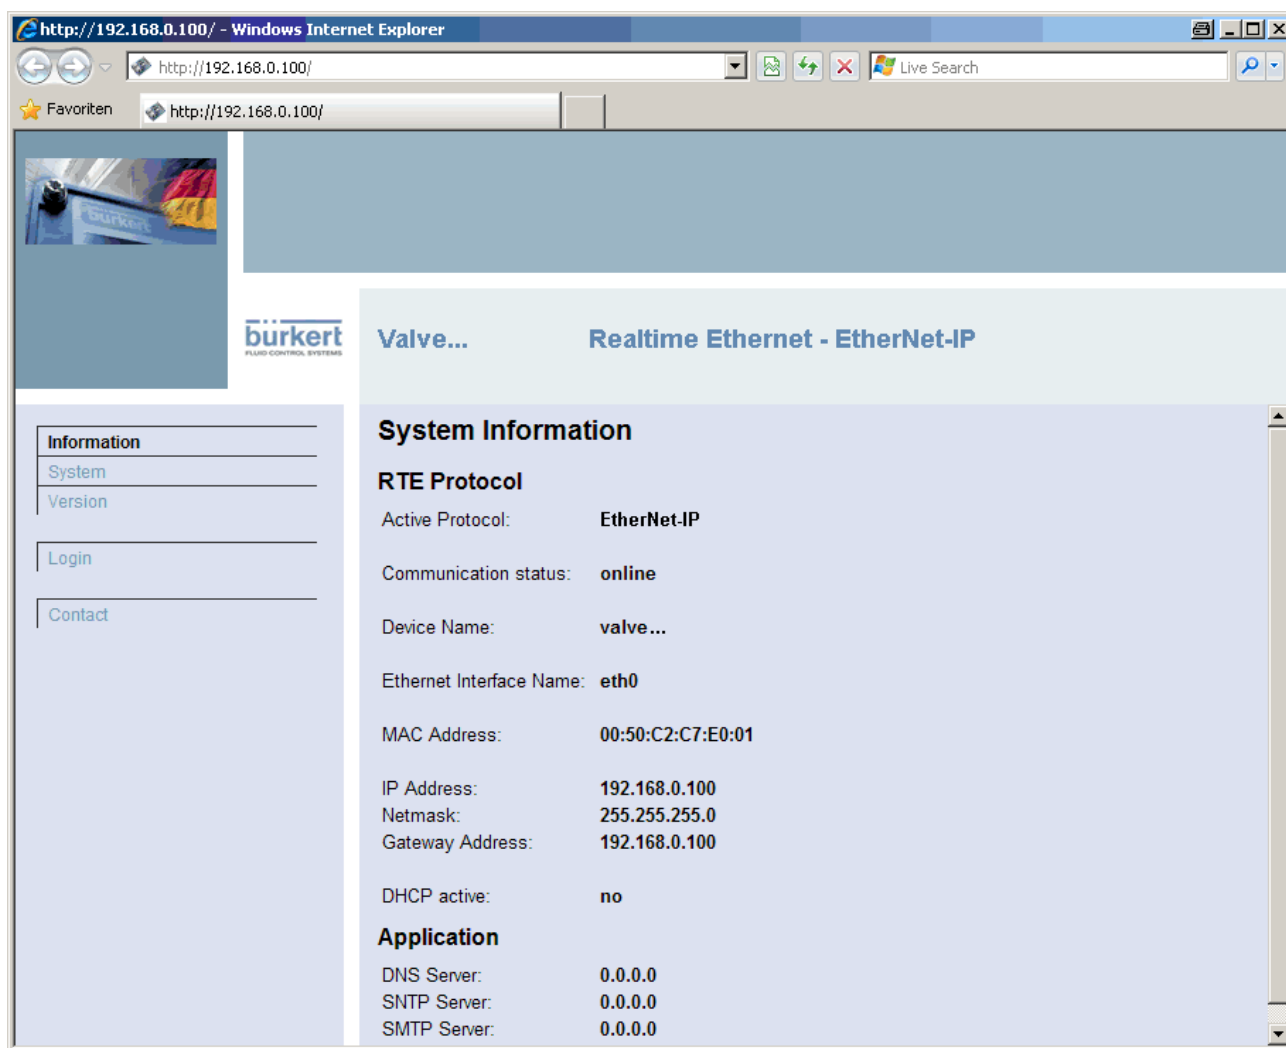 http://192.168.0.100/ - Windows Internet Explorer
http://192.168.0.100/
Live Search
Favoriten
http://192.168.0.100/
burkert
bürkert
FLUID CONTROL SYSTEMS
Valve... Realtime Ethernet - EtherNet-IP
Information
System
Version
Login
Contact
System Information
RTE Protocol
Active Protocol: EtherNet-IP
Communication status: online
Device Name: valve...
Ethernet Interface Name: eth0
MAC Address: 00:50:C2:C7:E0:01
IP Address: 192.168.0.100
Netmask: 255.255.255.0
Gateway Address: 192.168.0.100
DHCP active: no
Application
DNS Server: 0.0.0.0
SNTP Server: 0.0.0.0
SMTP Server: 0.0.0.0